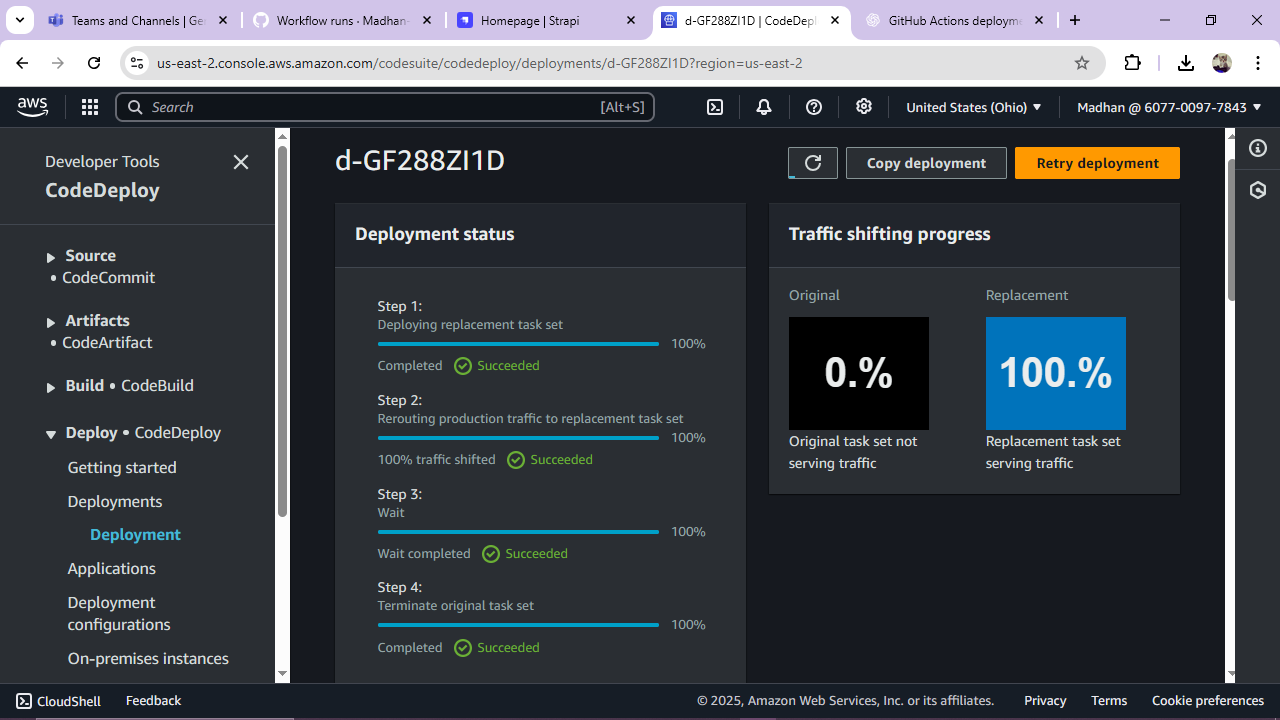 Teams and Channels | Ge
Workflow runs · Madhan-
Homepage | Strapi
d-GF288ZI1D | CodeDepl
GitHub Actions deployme
us-east-2.console.aws.amazon.com/codesuite/codedeploy/deployments/d-GF288ZI1D?region=us-east-2
aws
Search
[Alt+S]
United States (Ohio)
Madhan @ 6077-0097-7843
Developer Tools
CodeDeploy
Source
• CodeCommit
Artifacts
• CodeArtifact
Build • CodeBuild
Deploy • CodeDeploy
Getting started
Deployments
Deployment
Applications
Deployment
configurations
On-premises instances
d-GF288ZI1D
Copy deployment
Retry deployment
Deployment status
Step 1:
Deploying replacement task set
100%
Completed Succeeded
Step 2:
Rerouting production traffic to replacement task set
100%
100% traffic shifted Succeeded
Step 3:
Wait
100%
Wait completed Succeeded
Step 4:
Terminate original task set
100%
Completed Succeeded
Traffic shifting progress
Original
0.%
Original task set not
serving traffic
Replacement
100.%
Replacement task set
serving traffic
CloudShell
Feedback
© 2025, Amazon Web Services, Inc. or its affiliates.
Privacy
Terms
Cookie preferences